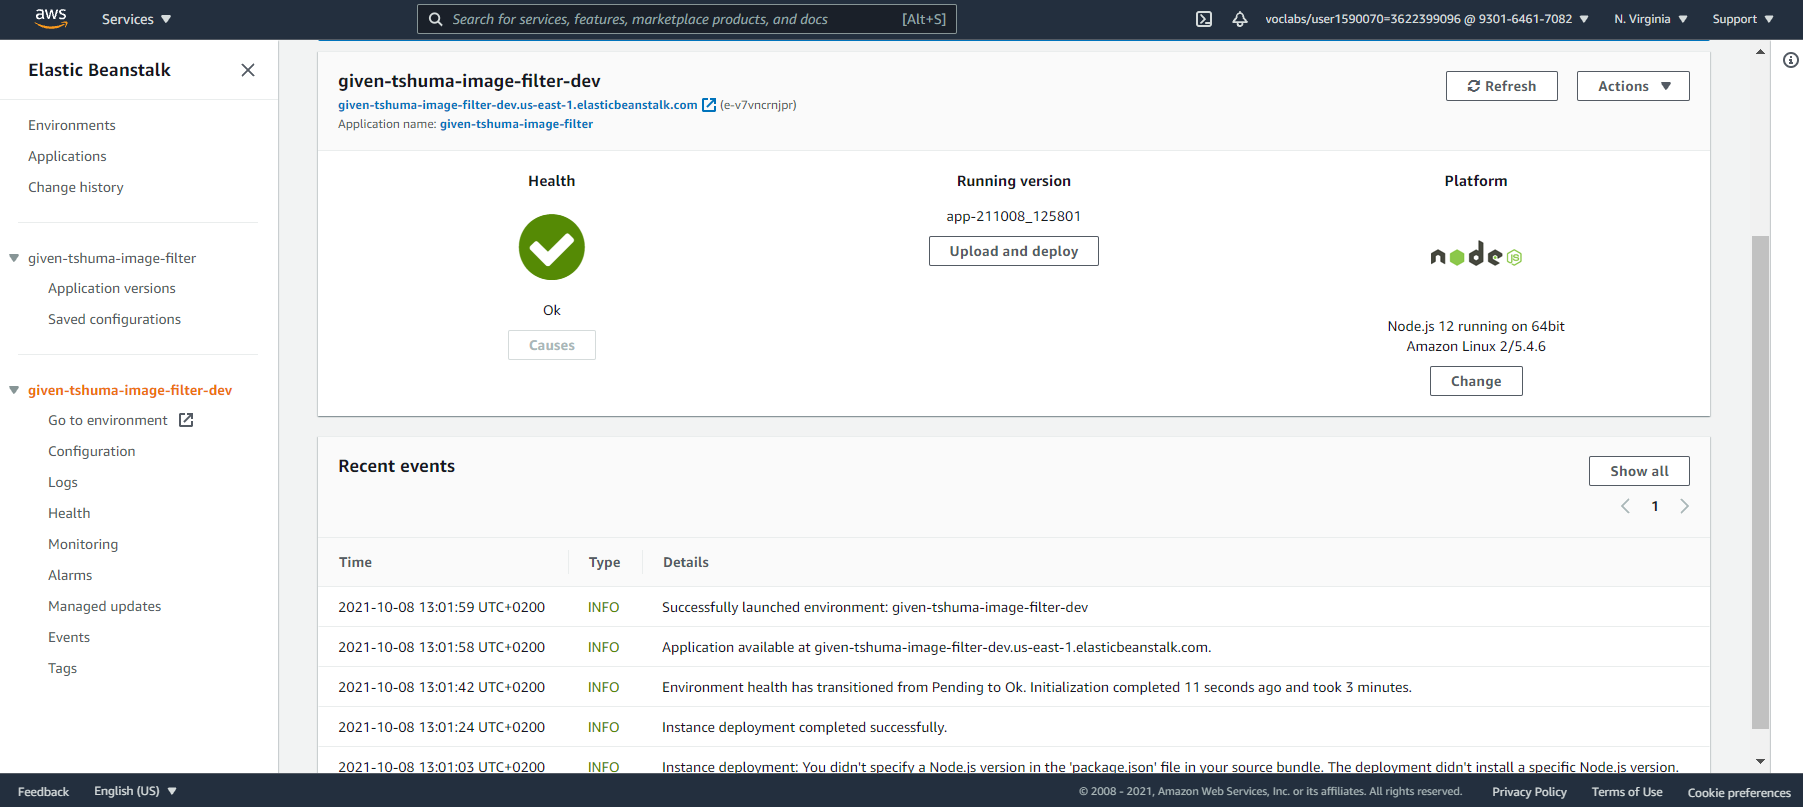 aws Services Search for services, features, marketplace products, and docs [Alt+S] voclabs/user1590070=3622399096 @ 9301-6461-7082 N. Virginia Support
Elastic Beanstalk
Environments
Applications
Change history
given-tshuma-image-filter
Application versions
Saved configurations
given-tshuma-image-filter-dev
Go to environment
Configuration
Logs
Health
Monitoring
Alarms
Managed updates
Events
Tags
given-tshuma-image-filter-dev
given-tshuma-image-filter-dev.us-east-1.elasticbeanstalk.com (e-v7vncrnjpr)
Application name: given-tshuma-image-filter
Refresh Actions
Health
Ok
Causes
Running version
app-211008_125801
Upload and deploy
Platform
node JS
Node.js 12 running on 64bit
Amazon Linux 2/5.4.6
Change
Recent events
Show all
1
Time Type Details
2021-10-08 13:01:59 UTC+0200 INFO Successfully launched environment: given-tshuma-image-filter-dev
2021-10-08 13:01:58 UTC+0200 INFO Application available at given-tshuma-image-filter-dev.us-east-1.elasticbeanstalk.com.
2021-10-08 13:01:42 UTC+0200 INFO Environment health has transitioned from Pending to Ok. Initialization completed 11 seconds ago and took 3 minutes.
2021-10-08 13:01:24 UTC+0200 INFO Instance deployment completed successfully.
2021-10-08 13:01:03 UTC+0200 INFO Instance deployment: You didn't specify a Node.js version in the 'package.json' file in your source bundle. The deployment didn't install a specific Node.js version.
Feedback English (US) © 2008 - 2021, Amazon Web Services, Inc. or its affiliates. All rights reserved. Privacy Policy Terms of Use Cookie preferences